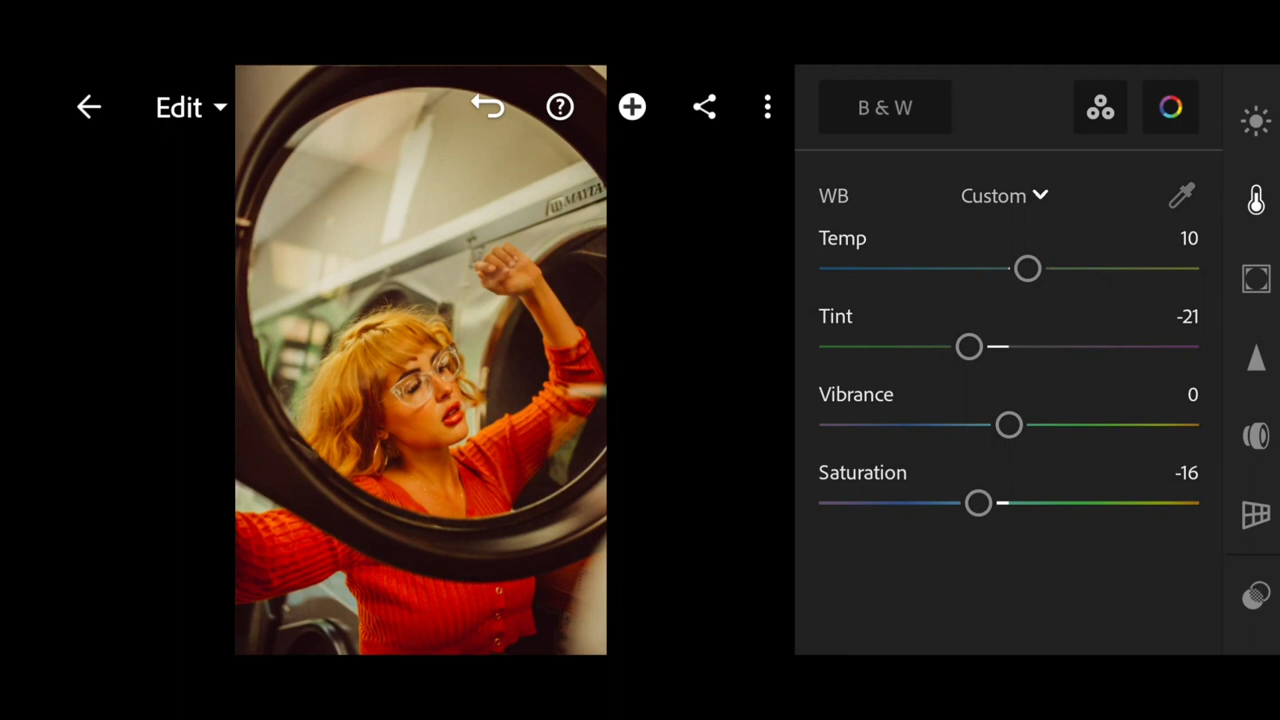 Edit
B & W
WB
Custom
Temp
10
Tint
-21
Vibrance
0
Saturation
-16